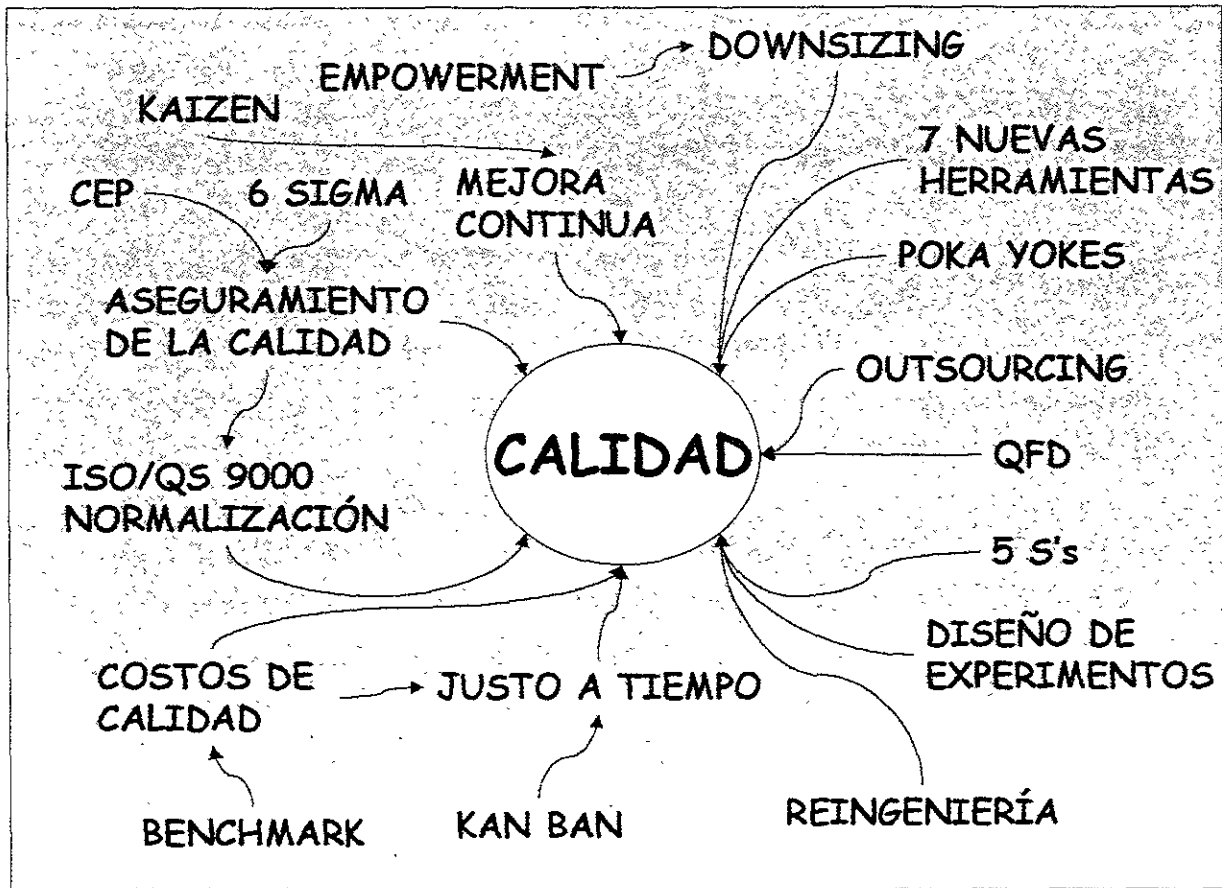 DOWNSIZING
EMPOWERMENT
KAIZEN
7 NUEVAS
HERRAMIENTAS
CEP
6 SIGMA
MEJORA
CONTINUA
POKA YOKES
ASEGURAMIENTO
DE LA CALIDAD
OUTSOURCING
CALIDAD
QFD
ISO/QS 9000
NORMALIZACIÓN
5 S's
DISEÑO DE
EXPERIMENTOS
COSTOS DE
CALIDAD
JUSTO A TIEMPO
REINGENIERÍA
BENCHMARK
KAN BAN